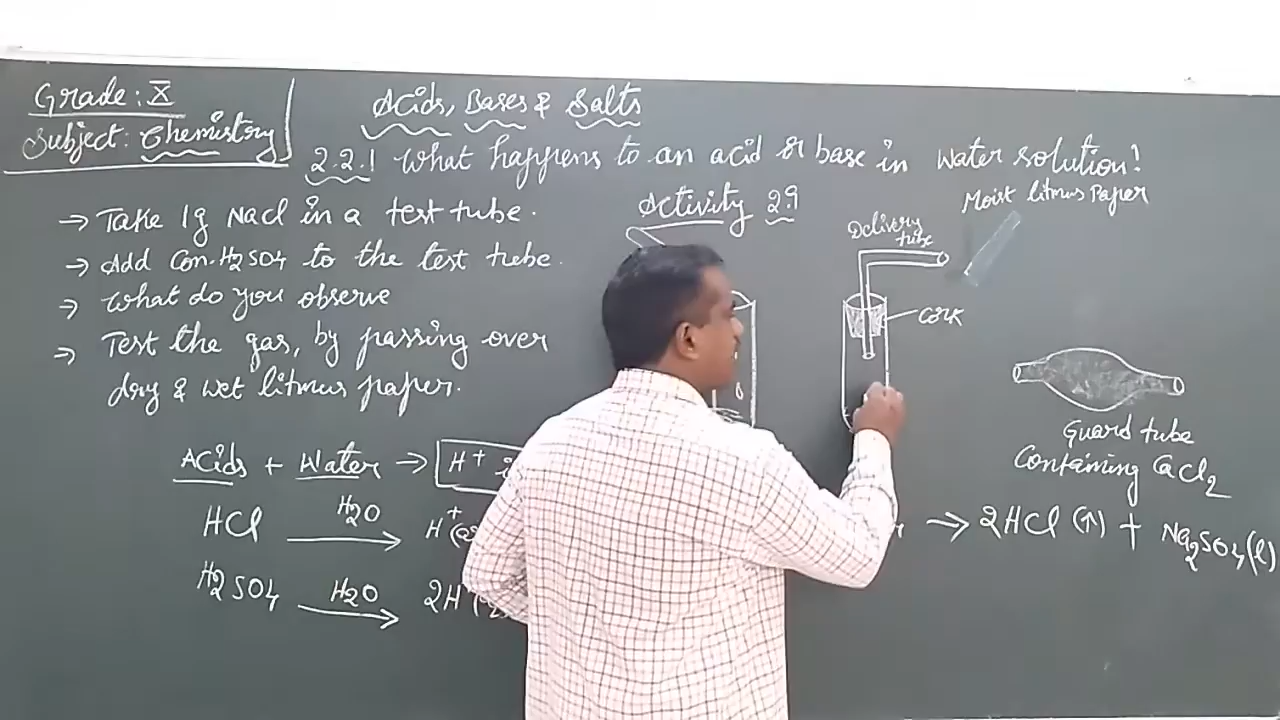 Grade: X
Subject: Chemistry
Acids, Bases & Salts
2.2.1 What happens to an acid or base in water solution?
Activity 2.9
→ Take 1g NaCl in a test tube.
→ Add Con.H2SO4 to the test tube.
→ What do you observe
→ Test the gas, by passing over
dry & wet litmus paper.
Delivery
tube
Moist litmus Paper
Cork
Guard tube
Containing CaCl2
Acids + Water → H+
HCl H2O → H+
H2SO4 H2O → 2H+
→ 2HCl (↑) + Na2SO4(l)